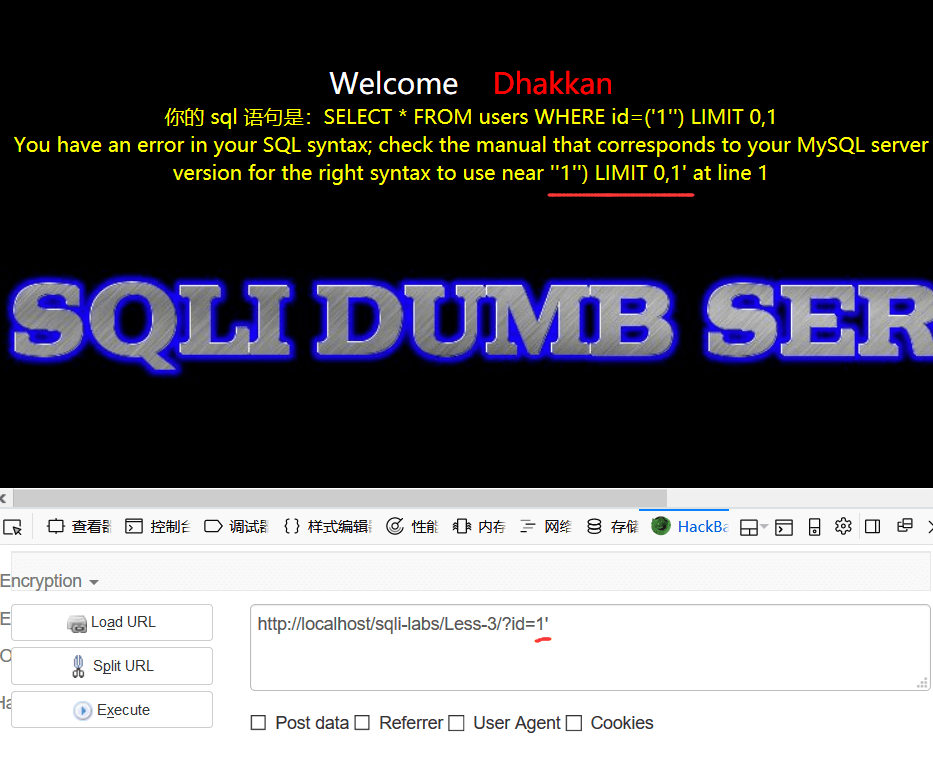 Welcome Dhakkan
你的 sql 语句是：SELECT * FROM users WHERE id=('1'') LIMIT 0,1
You have an error in your SQL syntax; check the manual that corresponds to your MySQL server
version for the right syntax to use near ''1'') LIMIT 0,1' at line 1
SQLI DUMB SER
查看 控制台 调试 {} 样式编辑 性能 内存 网络 存储 HackBa
Encryption
E Load URL http://localhost/sqli-labs/Less-3/?id=1'
O Split URL
Ha Execute
Post data Referrer User Agent Cookies